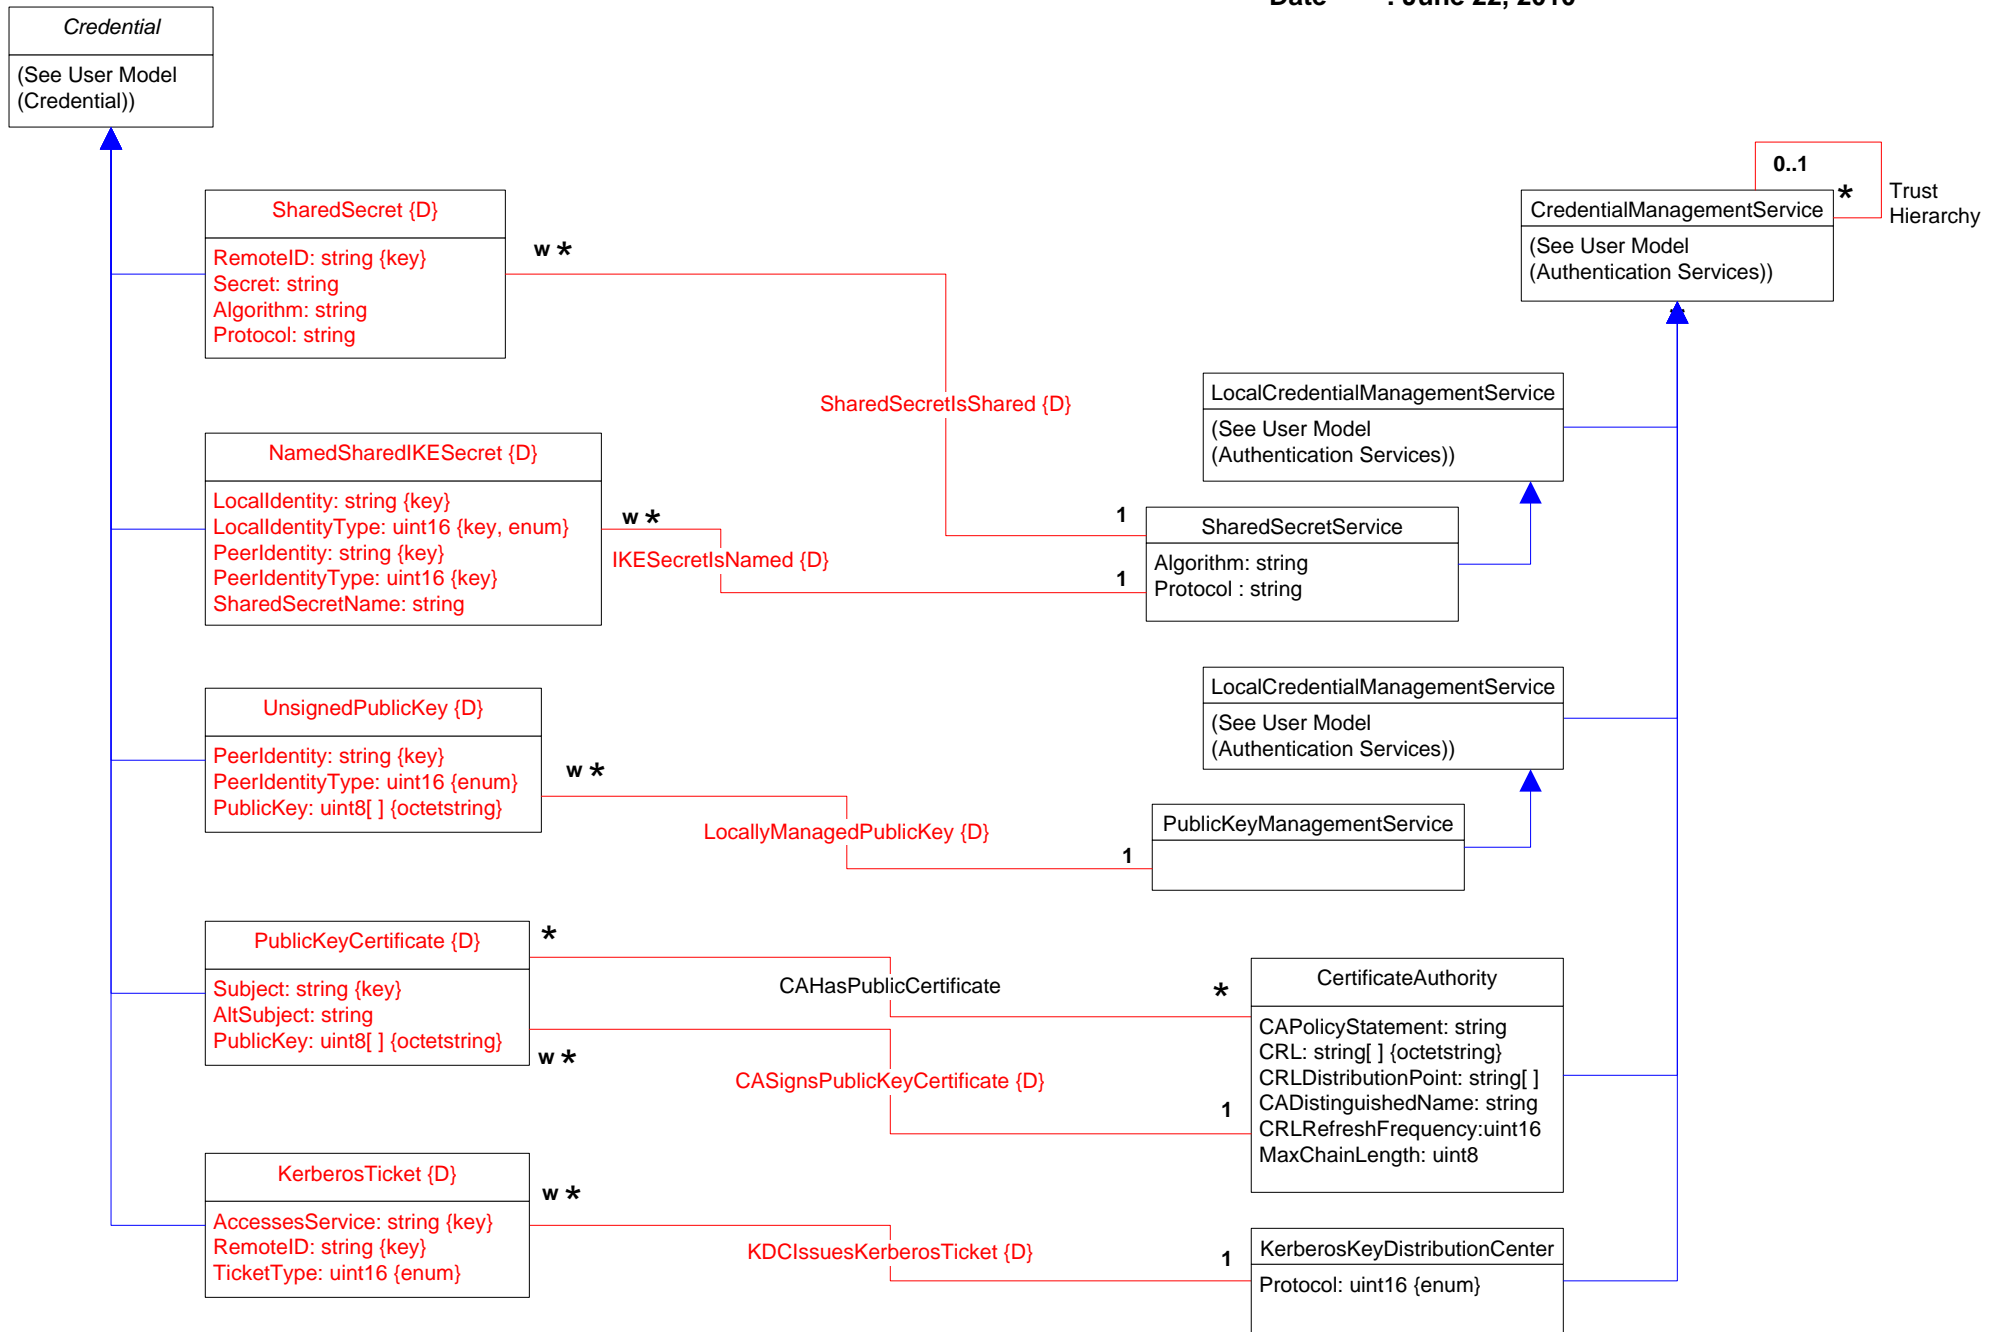 Date : June 22, 2016
Credential
(See User Model
(Credential))
0..1
*
Trust
Hierarchy
CredentialManagementService
(See User Model
(Authentication Services))
*
SharedSecret {D}
RemoteID: string {key}
Secret: string
Algorithm: string
Protocol: string
w *
SharedSecretIsShared {D}
LocalCredentialManagementService
(See User Model
(Authentication Services))
NamedSharedIKESecret {D}
LocalIdentity: string {key}
LocalIdentityType: uint16 {key, enum}
PeerIdentity: string {key}
PeerIdentityType: uint16 {key}
SharedSecretName: string
w *
IKESecretIsNamed {D}
1
1
SharedSecretService
Algorithm: string
Protocol : string
UnsignedPublicKey {D}
PeerIdentity: string {key}
PeerIdentityType: uint16 {enum}
PublicKey: uint8[ ] {octetstring}
w *
LocallyManagedPublicKey {D}
1
LocalCredentialManagementService
(See User Model
(Authentication Services))
PublicKeyManagementService
PublicKeyCertificate {D}
Subject: string {key}
AltSubject: string
PublicKey: uint8[ ] {octetstring}
*
CAHasPublicCertificate
*
w *
CASignsPublicKeyCertificate {D}
1
CertificateAuthority
CAPolicyStatement: string
CRL: string[ ] {octetstring}
CRLDistributionPoint: string[ ]
CADistinguishedName: string
CRLRefreshFrequency:uint16
MaxChainLength: uint8
KerberosTicket {D}
AccessesService: string {key}
RemoteID: string {key}
TicketType: uint16 {enum}
w *
KDCIssuesKerberosTicket {D}
1
KerberosKeyDistributionCenter
Protocol: uint16 {enum}